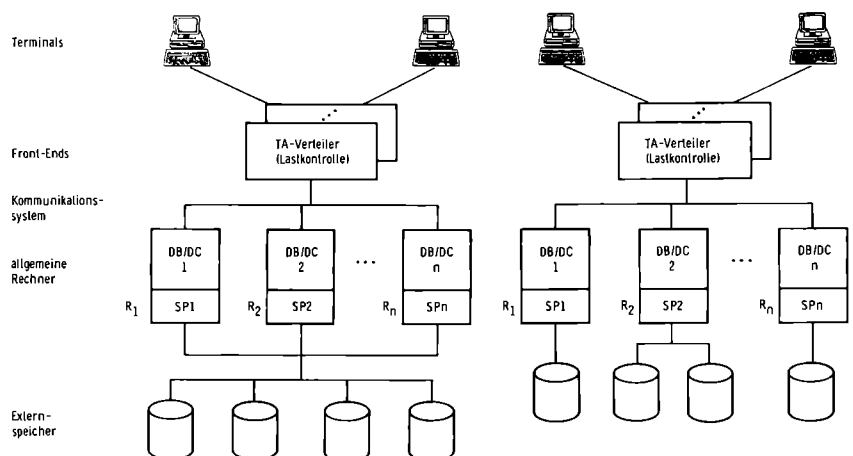 Terminals
Front-Ends
TA-Verteiler
(Lastkontrolle)
TA-Verteiler
(Lastkontrolle)
Kommunikations-
system
allgemeine
Rechner
DB/DC
1
DB/DC
2
...
DB/DC
n
R1 SP1
R2 SP2
Rn SPn
DB/DC
1
DB/DC
2
...
DB/DC
n
R1 SP1
R2 SP2
Rn SPn
Extern-
speicher